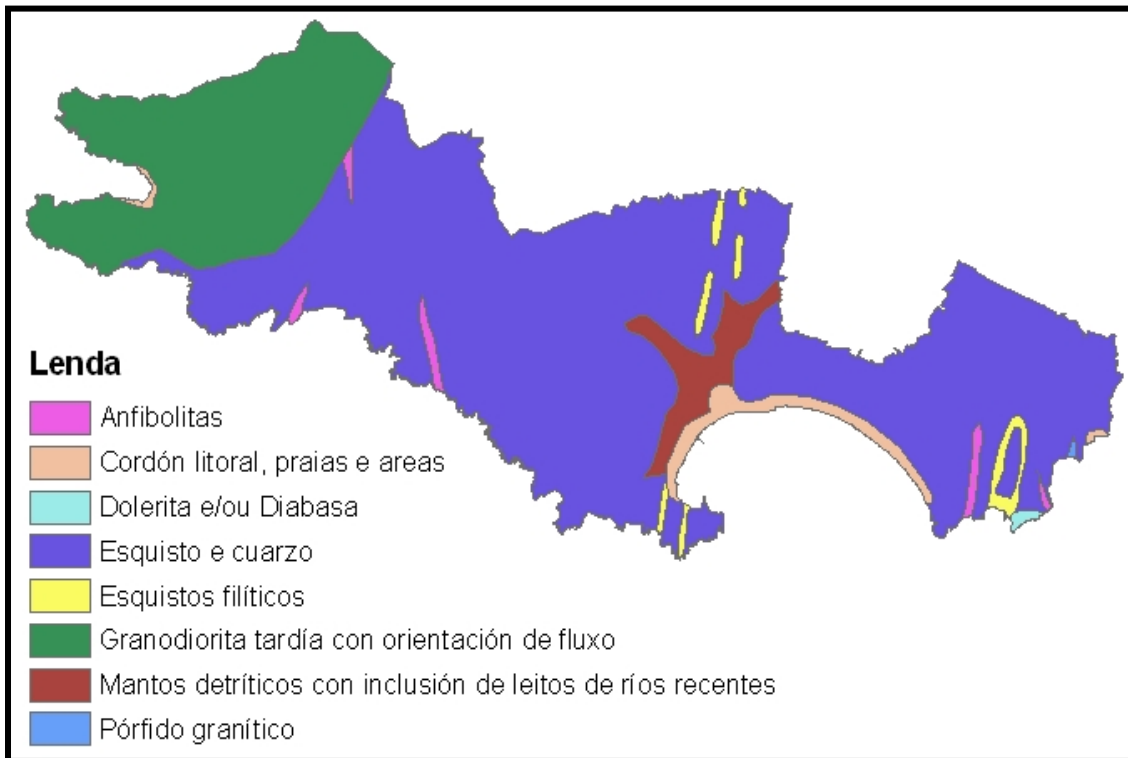 Lenda
Anfibolitas
Cordón litoral, praias e areas
Dolerita e/ou Diabasa
Esquisto e cuarzo
Esquistos filíticos
Granodiorita tardía con orientación de fluxo
Mantos detríticos con inclusión de leitos de ríos recentes
Pórfido granítico